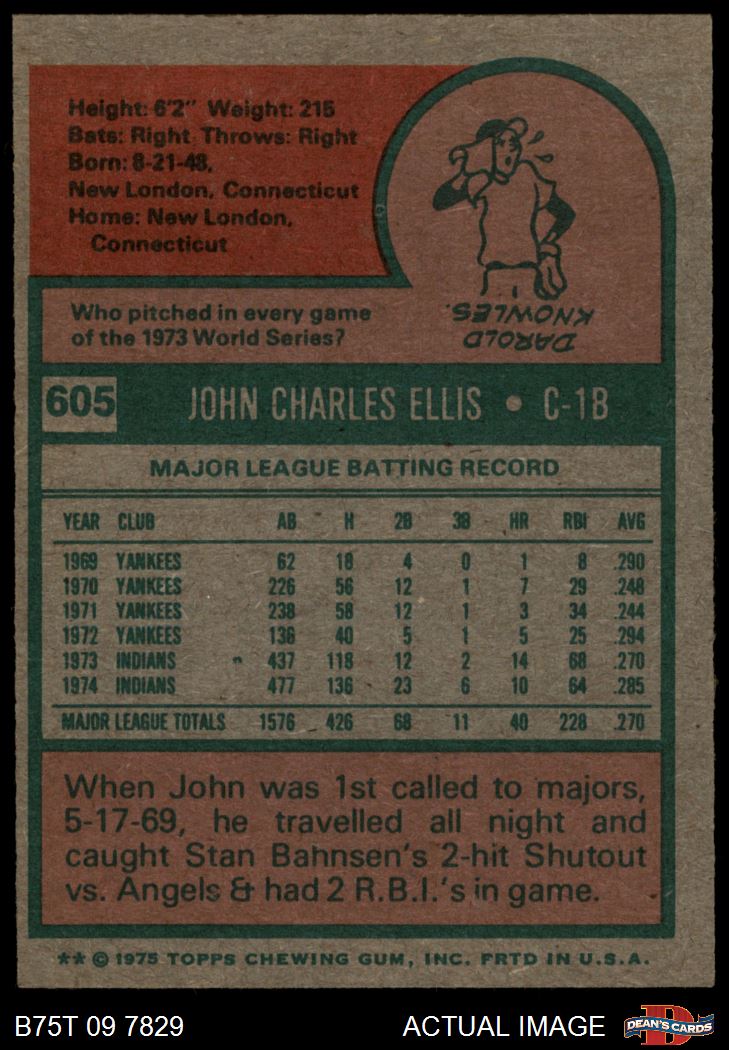 Height: 6'2" Weight: 215
Bats: Right Throws: Right
Born: 8-21-48,
New London, Connecticut
Home: New London,
Connecticut
Who pitched in every game
of the 1973 World Series?
DAROLD
KNOWLES.
605 JOHN CHARLES ELLIS • C-1B
MAJOR LEAGUE BATTING RECORD
YEAR CLUB AB H 2B 3B HR RBI AVG
1969 YANKEES 62 18 4 0 1 8 .290
1970 YANKEES 226 56 12 1 7 29 .248
1971 YANKEES 238 58 12 1 3 34 .244
1972 YANKEES 136 40 5 1 5 25 .294
1973 INDIANS 437 118 12 2 14 68 .270
1974 INDIANS 477 136 23 6 10 64 .285
MAJOR LEAGUE TOTALS 1576 426 68 11 40 228 .270
When John was 1st called to majors,
5-17-69, he travelled all night and
caught Stan Bahnsen's 2-hit Shutout
vs. Angels & had 2 R.B.I.'s in game.
** © 1975 TOPPS CHEWING GUM, INC. PRTD IN U.S.A.
B75T 09 7829 ACTUAL IMAGE D DEAN'S CARDS